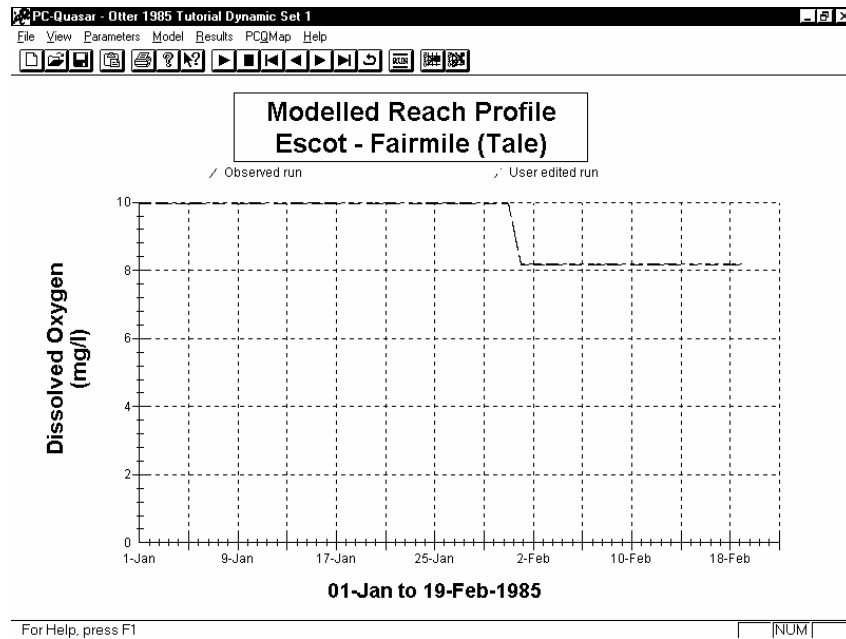 PC-Quasar - Otter 1985 Tutorial Dynamic Set 1
File View Parameters Model Results PCQMap Help
RUN
Modelled Reach Profile
Escot - Fairmile (Tale)
Observed run User edited run
Dissolved Oxygen
(mg/l)
10
8
6
4
2
0
1-Jan 9-Jan 17-Jan 25-Jan 2-Feb 10-Feb 18-Feb
01-Jan to 19-Feb-1985
For Help, press F1 NUM